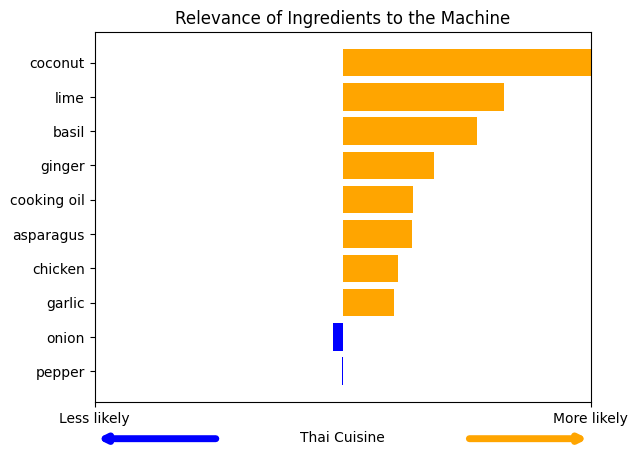 Relevance of Ingredients to the Machine
coconut
lime
basil
ginger
cooking oil
asparagus
chicken
garlic
onion
pepper
Less likely
More likely
Thai Cuisine